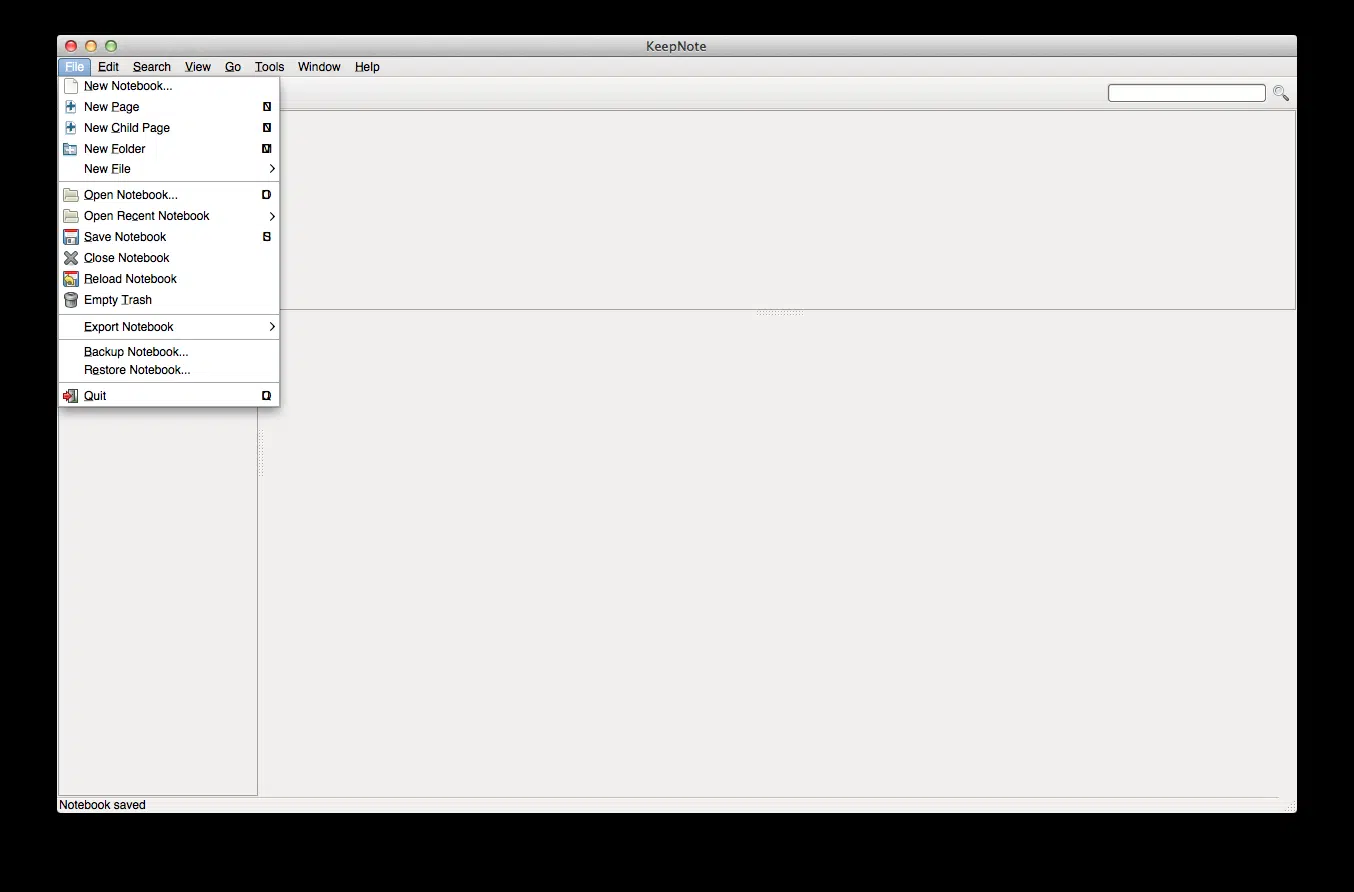 KeepNote
File Edit Search View Go Tools Window Help
New Notebook...
New Page N
New Child Page N
New Folder M
New File
Open Notebook... O
Open Recent Notebook
Save Notebook S
Close Notebook
Reload Notebook
Empty Trash
Export Notebook
Backup Notebook...
Restore Notebook...
Quit Q
Notebook saved